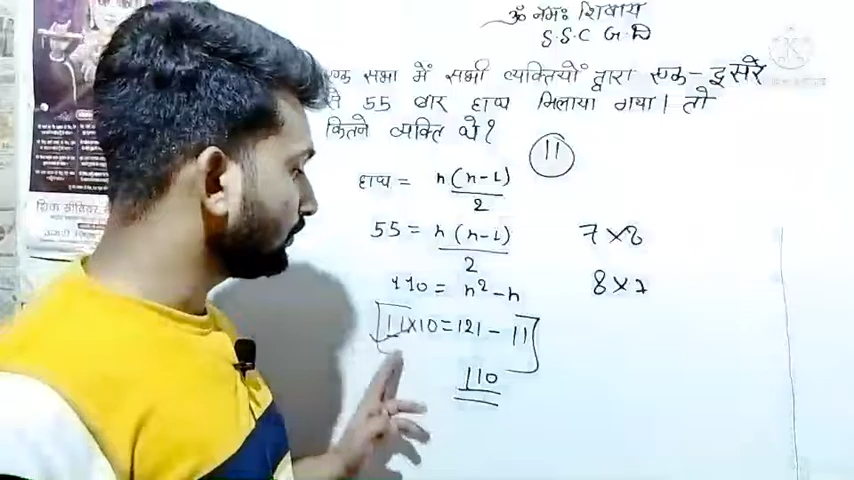 ॐ नमः शिवाय
S.S.C G.D
एक सभा में सभी व्यक्तियों द्वारा एक-दूसरे
से 55 बार हाथ मिलाया गया। तो
कितने व्यक्ति थे?
11
हाथ = n(n-1)/2
55 = n(n-1)/2
7×8
110 = n²-n
8×7
11×10=121-11
110